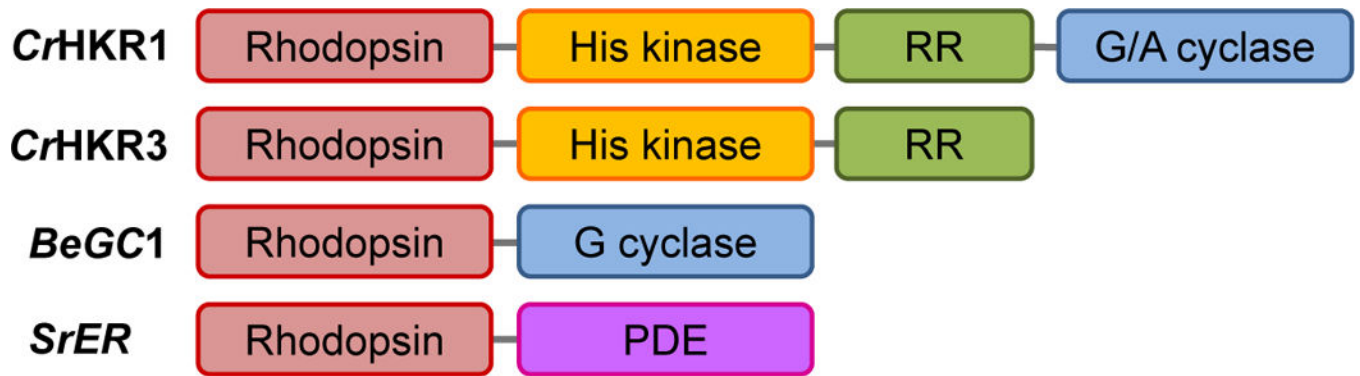 CrHKR1 Rhodopsin His kinase RR G/A cyclase
CrHKR3 Rhodopsin His kinase RR
BeGC1 Rhodopsin G cyclase
SrER Rhodopsin PDE